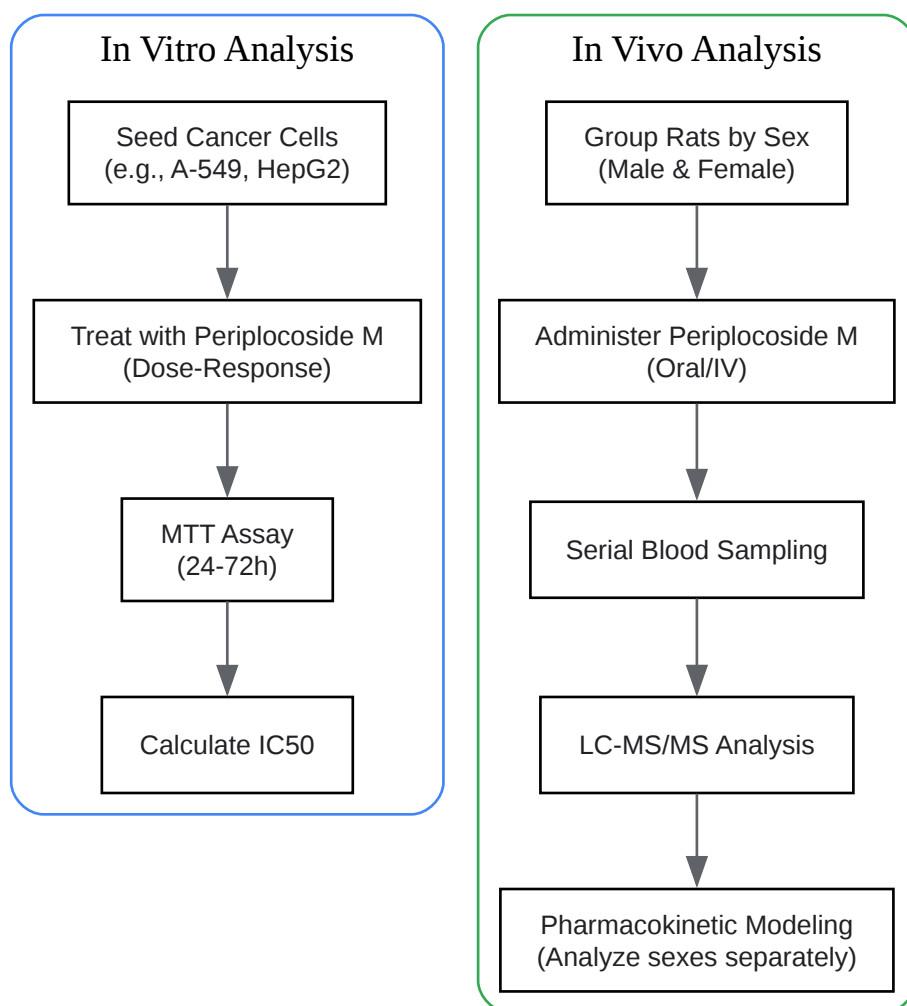 In Vitro Analysis
Seed Cancer Cells
(e.g., A-549, HepG2)
Treat with Periplocoside M
(Dose-Response)
MTT Assay
(24-72h)
Calculate IC50
In Vivo Analysis
Group Rats by Sex
(Male & Female)
Administer Periplocoside M
(Oral/IV)
Serial Blood Sampling
LC-MS/MS Analysis
Pharmacokinetic Modeling
(Analyze sexes separately)